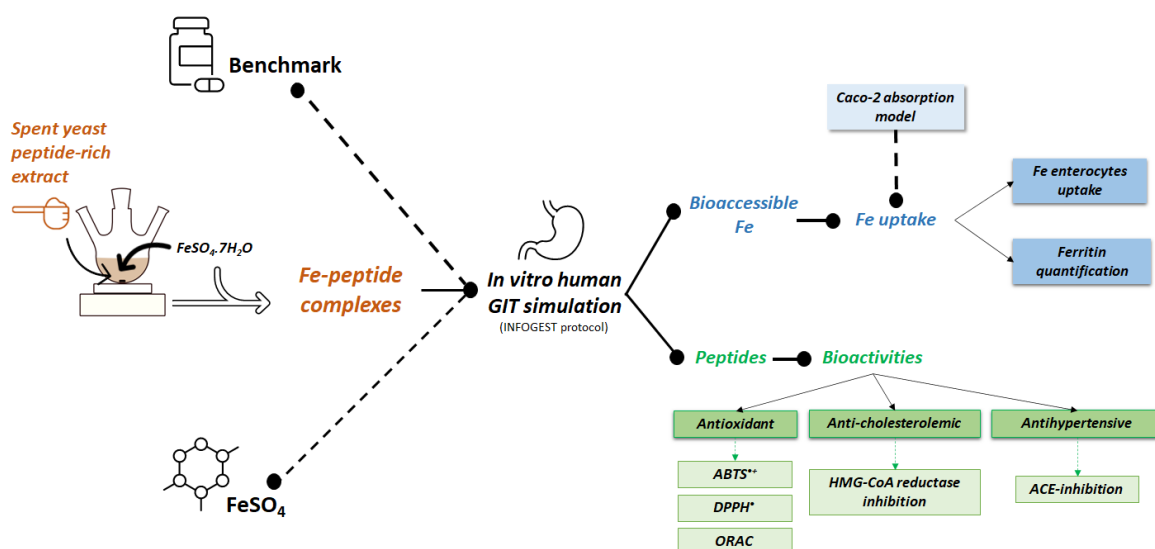 Benchmark
Spent yeast
peptide-rich
extract
FeSO₄.7H₂O
Fe-peptide
complexes
FeSO₄
In vitro human
GIT simulation
(INFOGEST protocol)
Bioaccessible
Fe
Caco-2 absorption
model
Fe uptake
Fe enterocytes
uptake
Ferritin
quantification
Peptides
Bioactivities
Antioxidant
Anti-cholesterolemic
Antihypertensive
ABTS•⁺
DPPH•
ORAC
HMG-CoA reductase
inhibition
ACE-inhibition